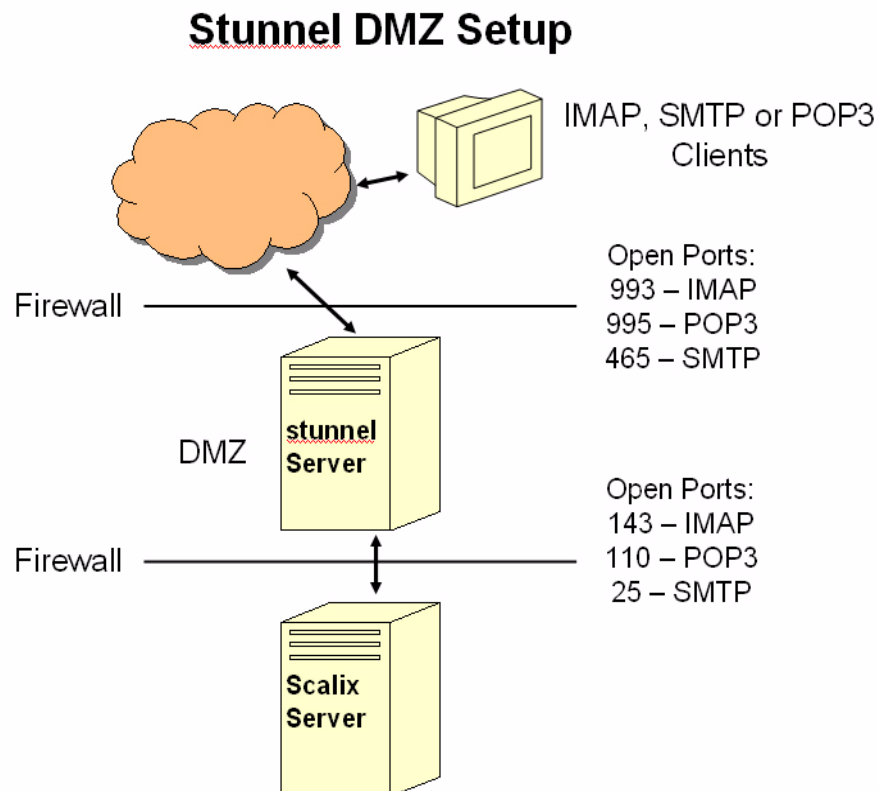 Stunnel DMZ Setup
IMAP, SMTP or POP3
Clients
Open Ports:
993 – IMAP
995 – POP3
465 – SMTP
Firewall
stunnel
Server
DMZ
Open Ports:
143 – IMAP
110 – POP3
25 – SMTP
Firewall
Scalix
Server